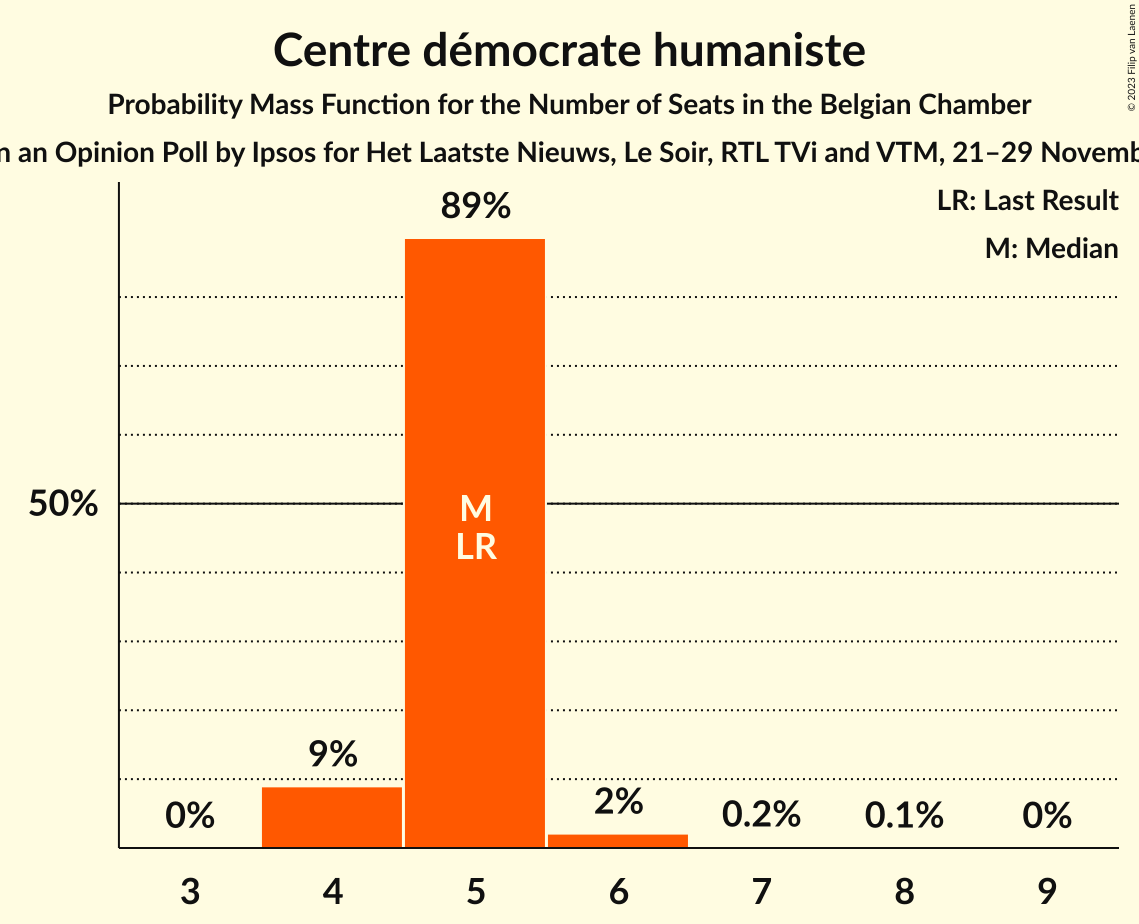 Centre démocrate humaniste
Probability Mass Function for the Number of Seats in the Belgian Chamber
an Opinion Poll by Ipsos for Het Laatste Nieuws, Le Soir, RTL TVi and VTM, 21–29
© 2023 Filip van Laenen
LR: Last Result
M: Median
89%
50%
M
LR
9%
0%
2%
0.2%
0.1%
0%
3 4 5 6 7 8 9